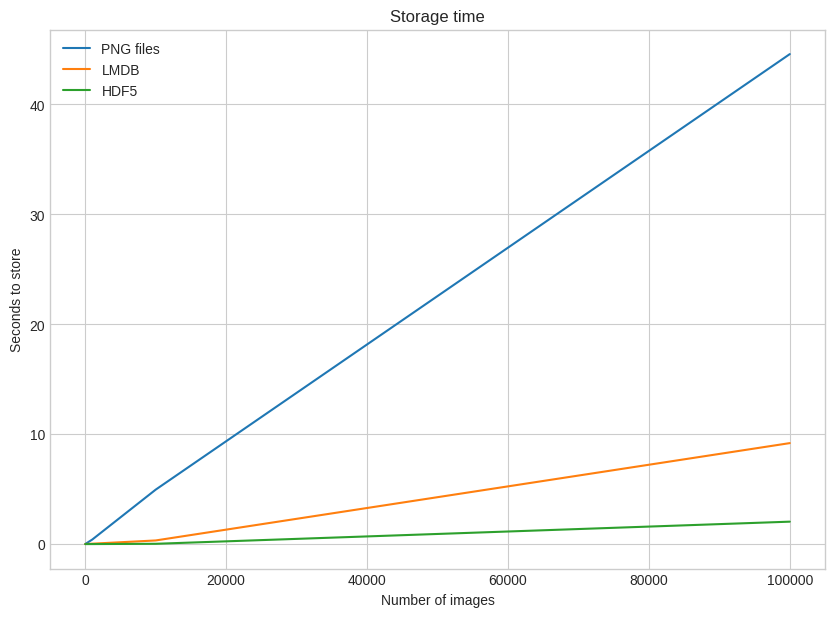 Storage time
PNG files
LMDB
HDF5
Seconds to store
40
30
20
10
0
0 20000 40000 60000 80000 100000
Number of images